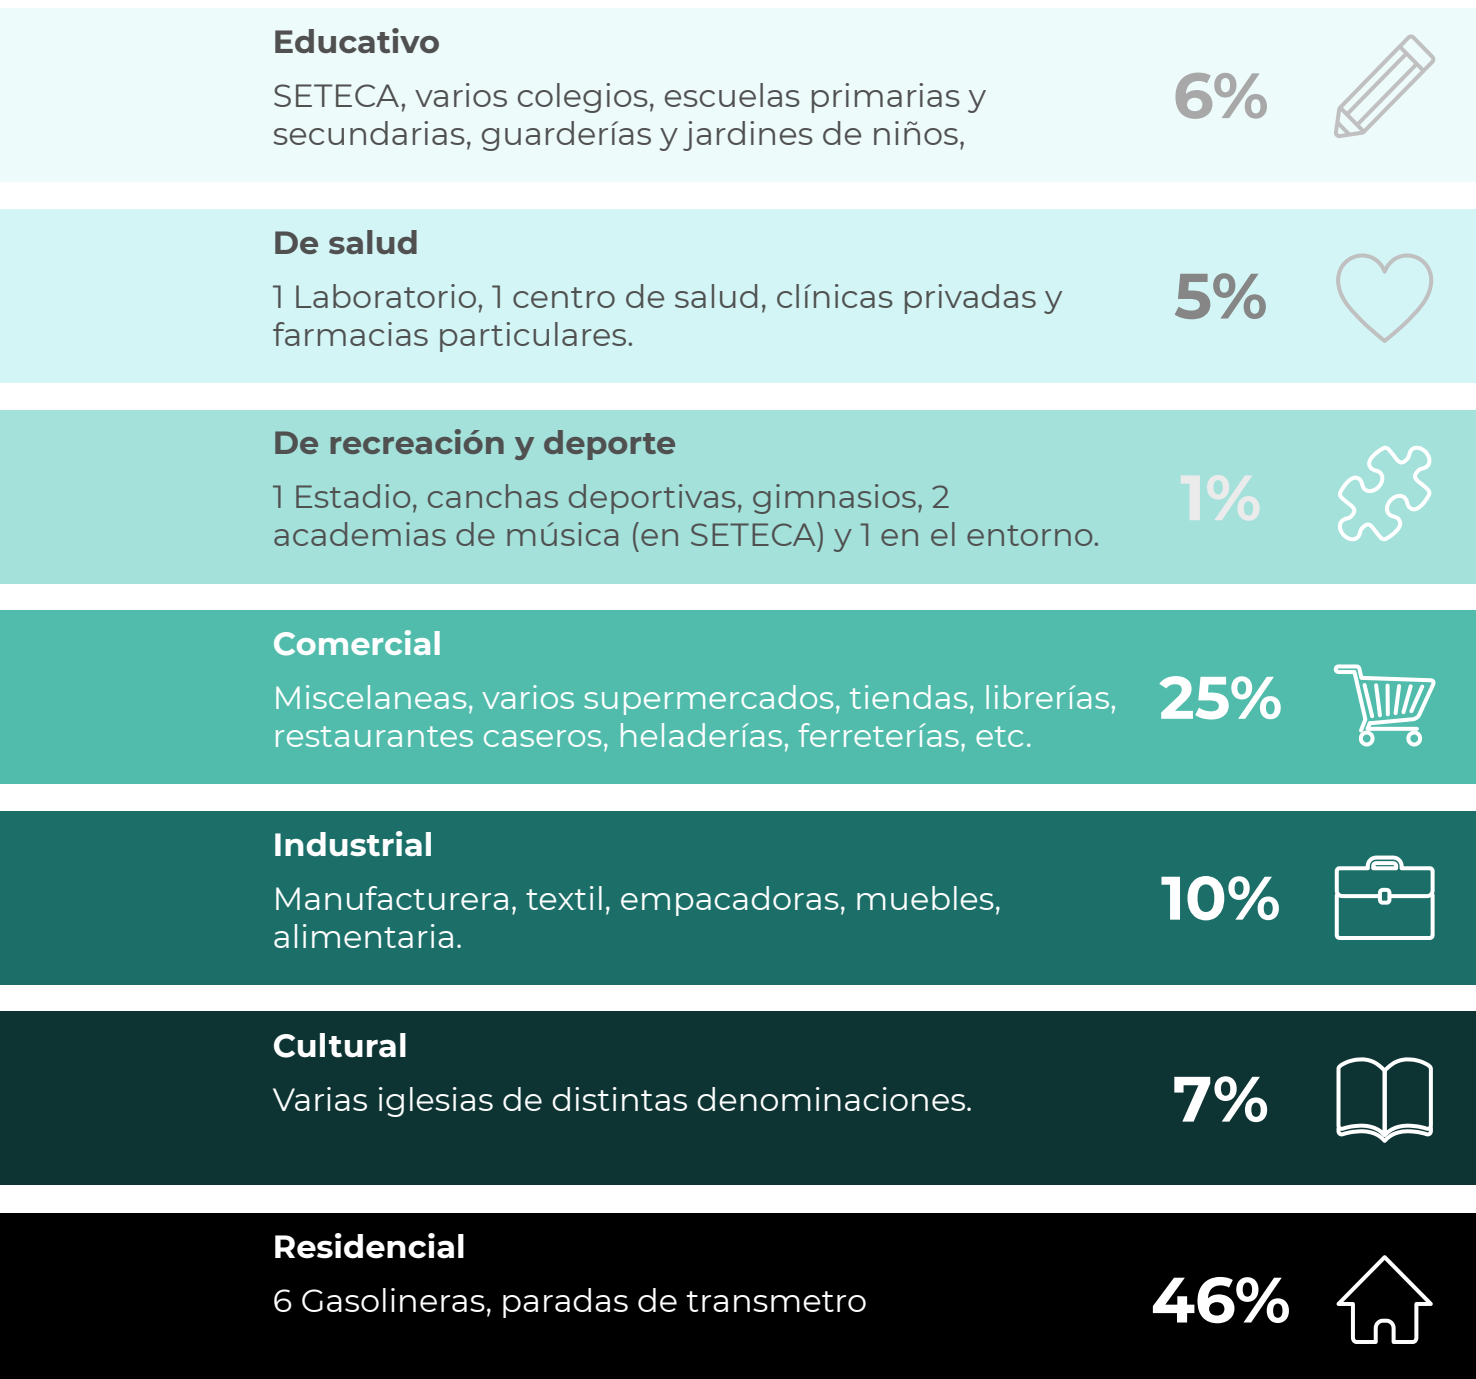 Educativo
SETECA, varios colegios, escuelas primarias y
secundarias, guarderías y jardines de niños,
6%
De salud
1 Laboratorio, 1 centro de salud, clínicas privadas y
farmacias particulares.
5%
De recreación y deporte
1 Estadio, canchas deportivas, gimnasios, 2
academias de música (en SETECA) y 1 en el entorno.
1%
Comercial
Miscelaneas, varios supermercados, tiendas, librerías,
restaurantes caseros, heladerías, ferreterías, etc.
25%
Industrial
Manufacturera, textil, empacadoras, muebles,
alimentaria.
10%
Cultural
Varias iglesias de distintas denominaciones.
7%
Residencial
6 Gasolineras, paradas de transmetro
46%